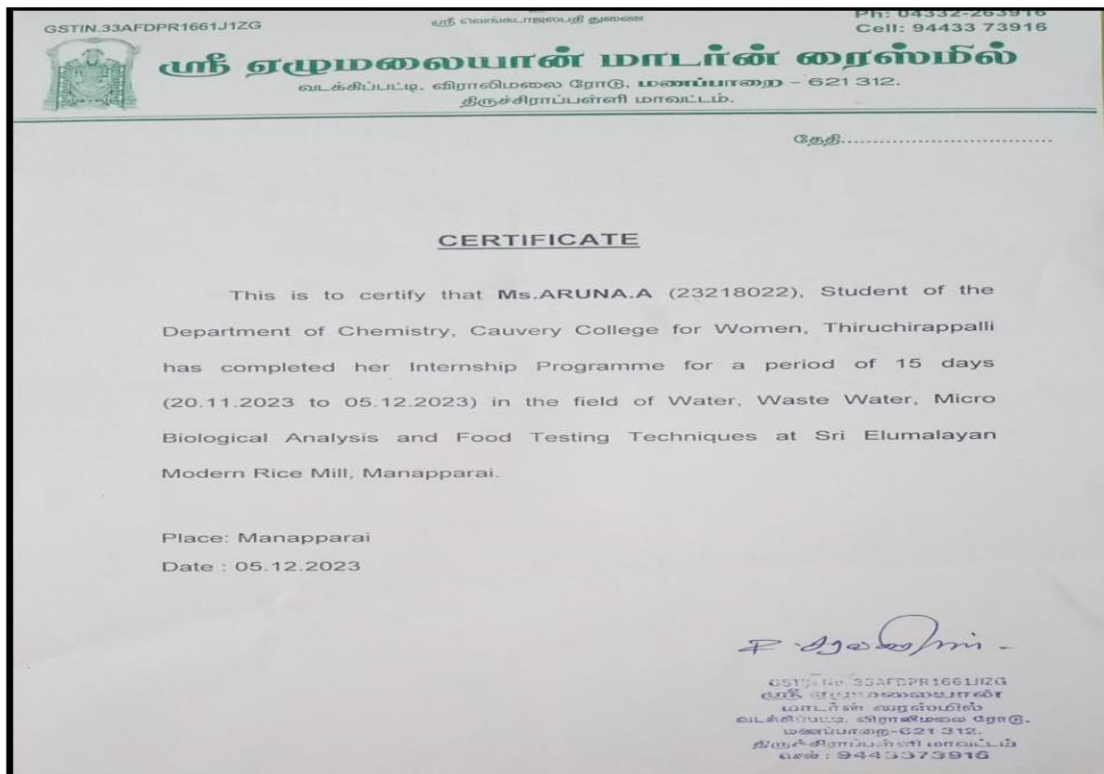 ஸ்ரீ வெங்கடாஜலபதி துணை
GSTIN.33AFDPR1661J1ZG
Ph: 04332-263916
Cell: 94433 73916
ஸ்ரீ ஏழுமலையான் மாடர்ன் ரைஸ்மில்
வடக்கிப்பட்டி, விராலிமலை ரோடு, மணப்பாறை - 621 312.
திருச்சிராப்பள்ளி மாவட்டம்.
தேதி................................
CERTIFICATE
This is to certify that Ms.ARUNA.A (23218022), Student of the
Department of Chemistry, Cauvery College for Women, Thiruchirappalli
has completed her Internship Programme for a period of 15 days
(20.11.2023 to 05.12.2023) in the field of Water, Waste Water, Micro
Biological Analysis and Food Testing Techniques at Sri Elumalayan
Modern Rice Mill, Manapparai.
Place: Manapparai
Date : 05.12.2023
33AFDPR1661J1ZG
ஸ்ரீ ஏழுமலையான்
மாடர்ன் ரைஸ்மில்
வடக்கிப்பட்டி, விராலிமலை ரோடு,
மணப்பாறை-621 312.
திருச்சிராப்பள்ளி மாவட்டம்
செல் : 9443373916